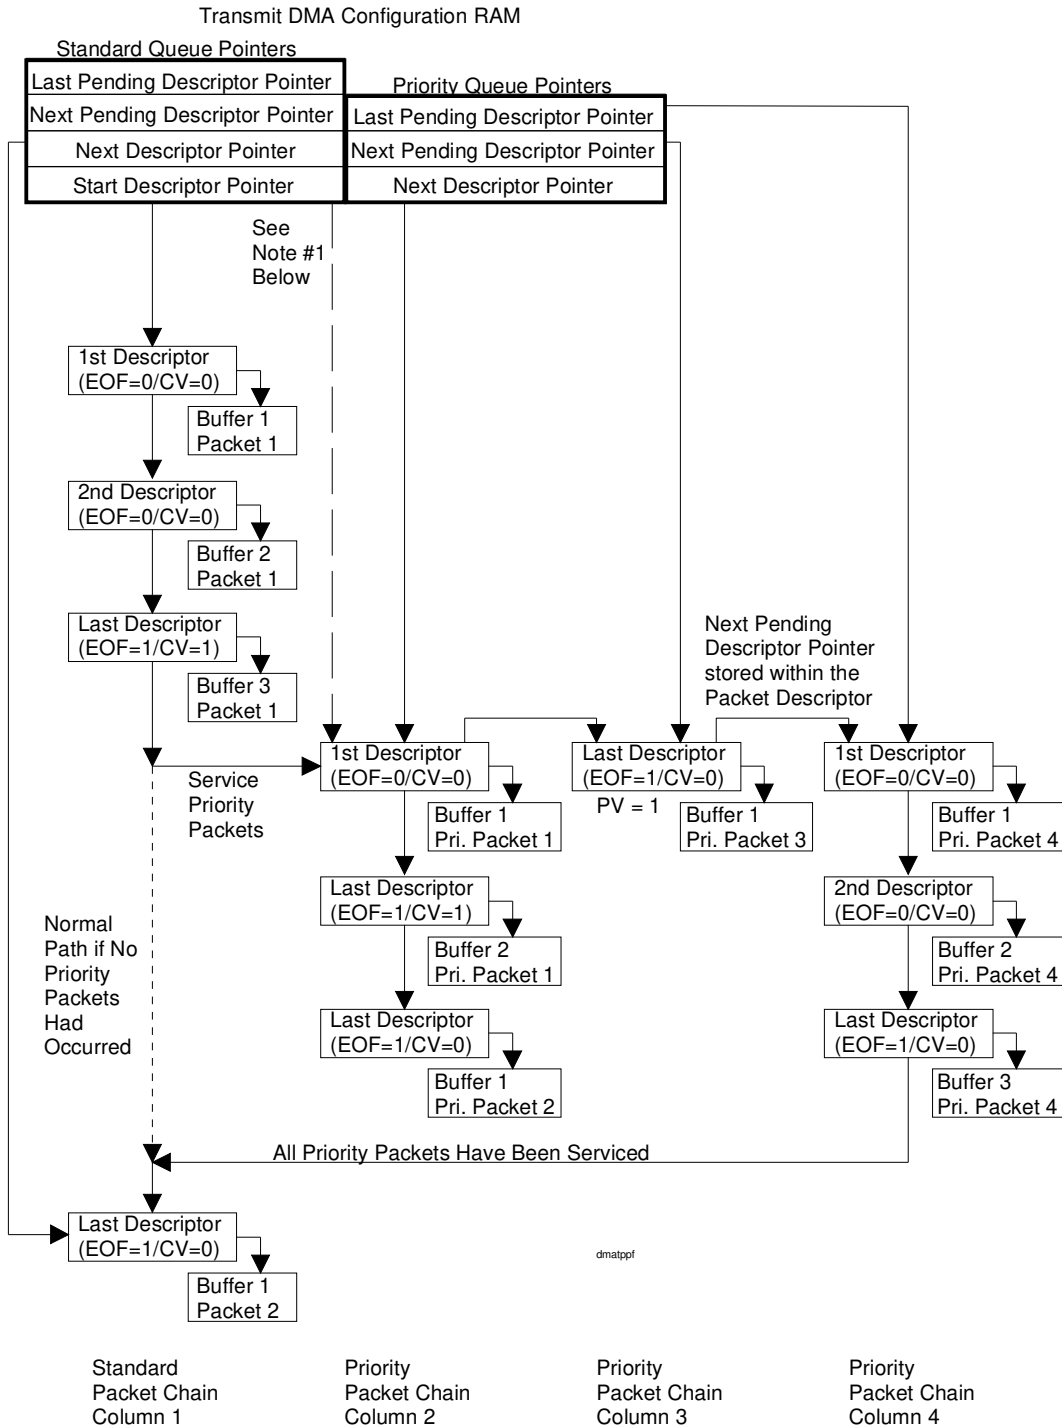 Transmit DMA Configuration RAM
Standard Queue Pointers
Last Pending Descriptor Pointer
Next Pending Descriptor Pointer
Next Descriptor Pointer
Start Descriptor Pointer
Priority Queue Pointers
Last Pending Descriptor Pointer
Next Pending Descriptor Pointer
Next Descriptor Pointer
See
Note #1
Below
1st Descriptor
(EOF=0/CV=0)
Buffer 1
Packet 1
2nd Descriptor
(EOF=0/CV=0)
Buffer 2
Packet 1
Last Descriptor
(EOF=1/CV=1)
Buffer 3
Packet 1
Next Pending
Descriptor Pointer
stored within the
Packet Descriptor
Service
Priority
Packets
1st Descriptor
(EOF=0/CV=0)
Buffer 1
Pri. Packet 1
Last Descriptor
(EOF=1/CV=0)
PV = 1
Buffer 1
Pri. Packet 3
1st Descriptor
(EOF=0/CV=0)
Buffer 1
Pri. Packet 4
Last Descriptor
(EOF=1/CV=1)
Buffer 2
Pri. Packet 1
2nd Descriptor
(EOF=0/CV=0)
Buffer 2
Pri. Packet 4
Normal
Path if No
Priority
Packets
Had
Occurred
Last Descriptor
(EOF=1/CV=0)
Buffer 1
Pri. Packet 2
Last Descriptor
(EOF=1/CV=0)
Buffer 3
Pri. Packet 4
All Priority Packets Have Been Serviced
Last Descriptor
(EOF=1/CV=0)
Buffer 1
Packet 2
dmatppf
Standard
Packet Chain
Column 1
Priority
Packet Chain
Column 2
Priority
Packet Chain
Column 3
Priority
Packet Chain
Column 4